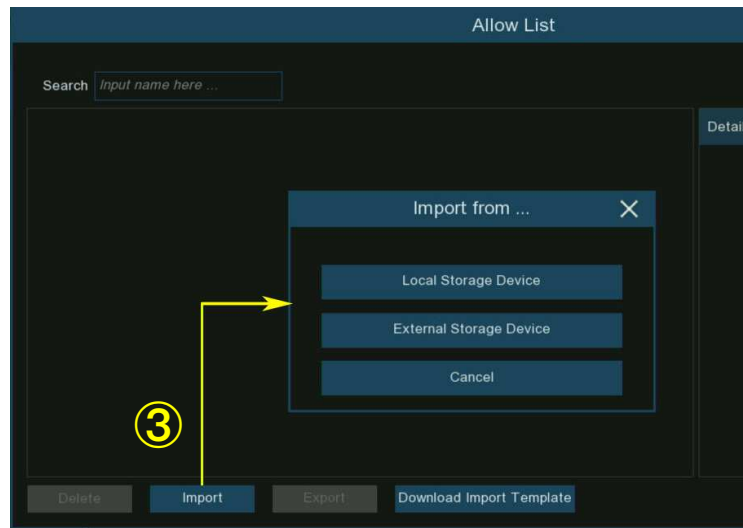 Allow List
Search Input name here ...
Detail
Import from ...
Local Storage Device
External Storage Device
Cancel
③
Delete Import Export Download Import Template